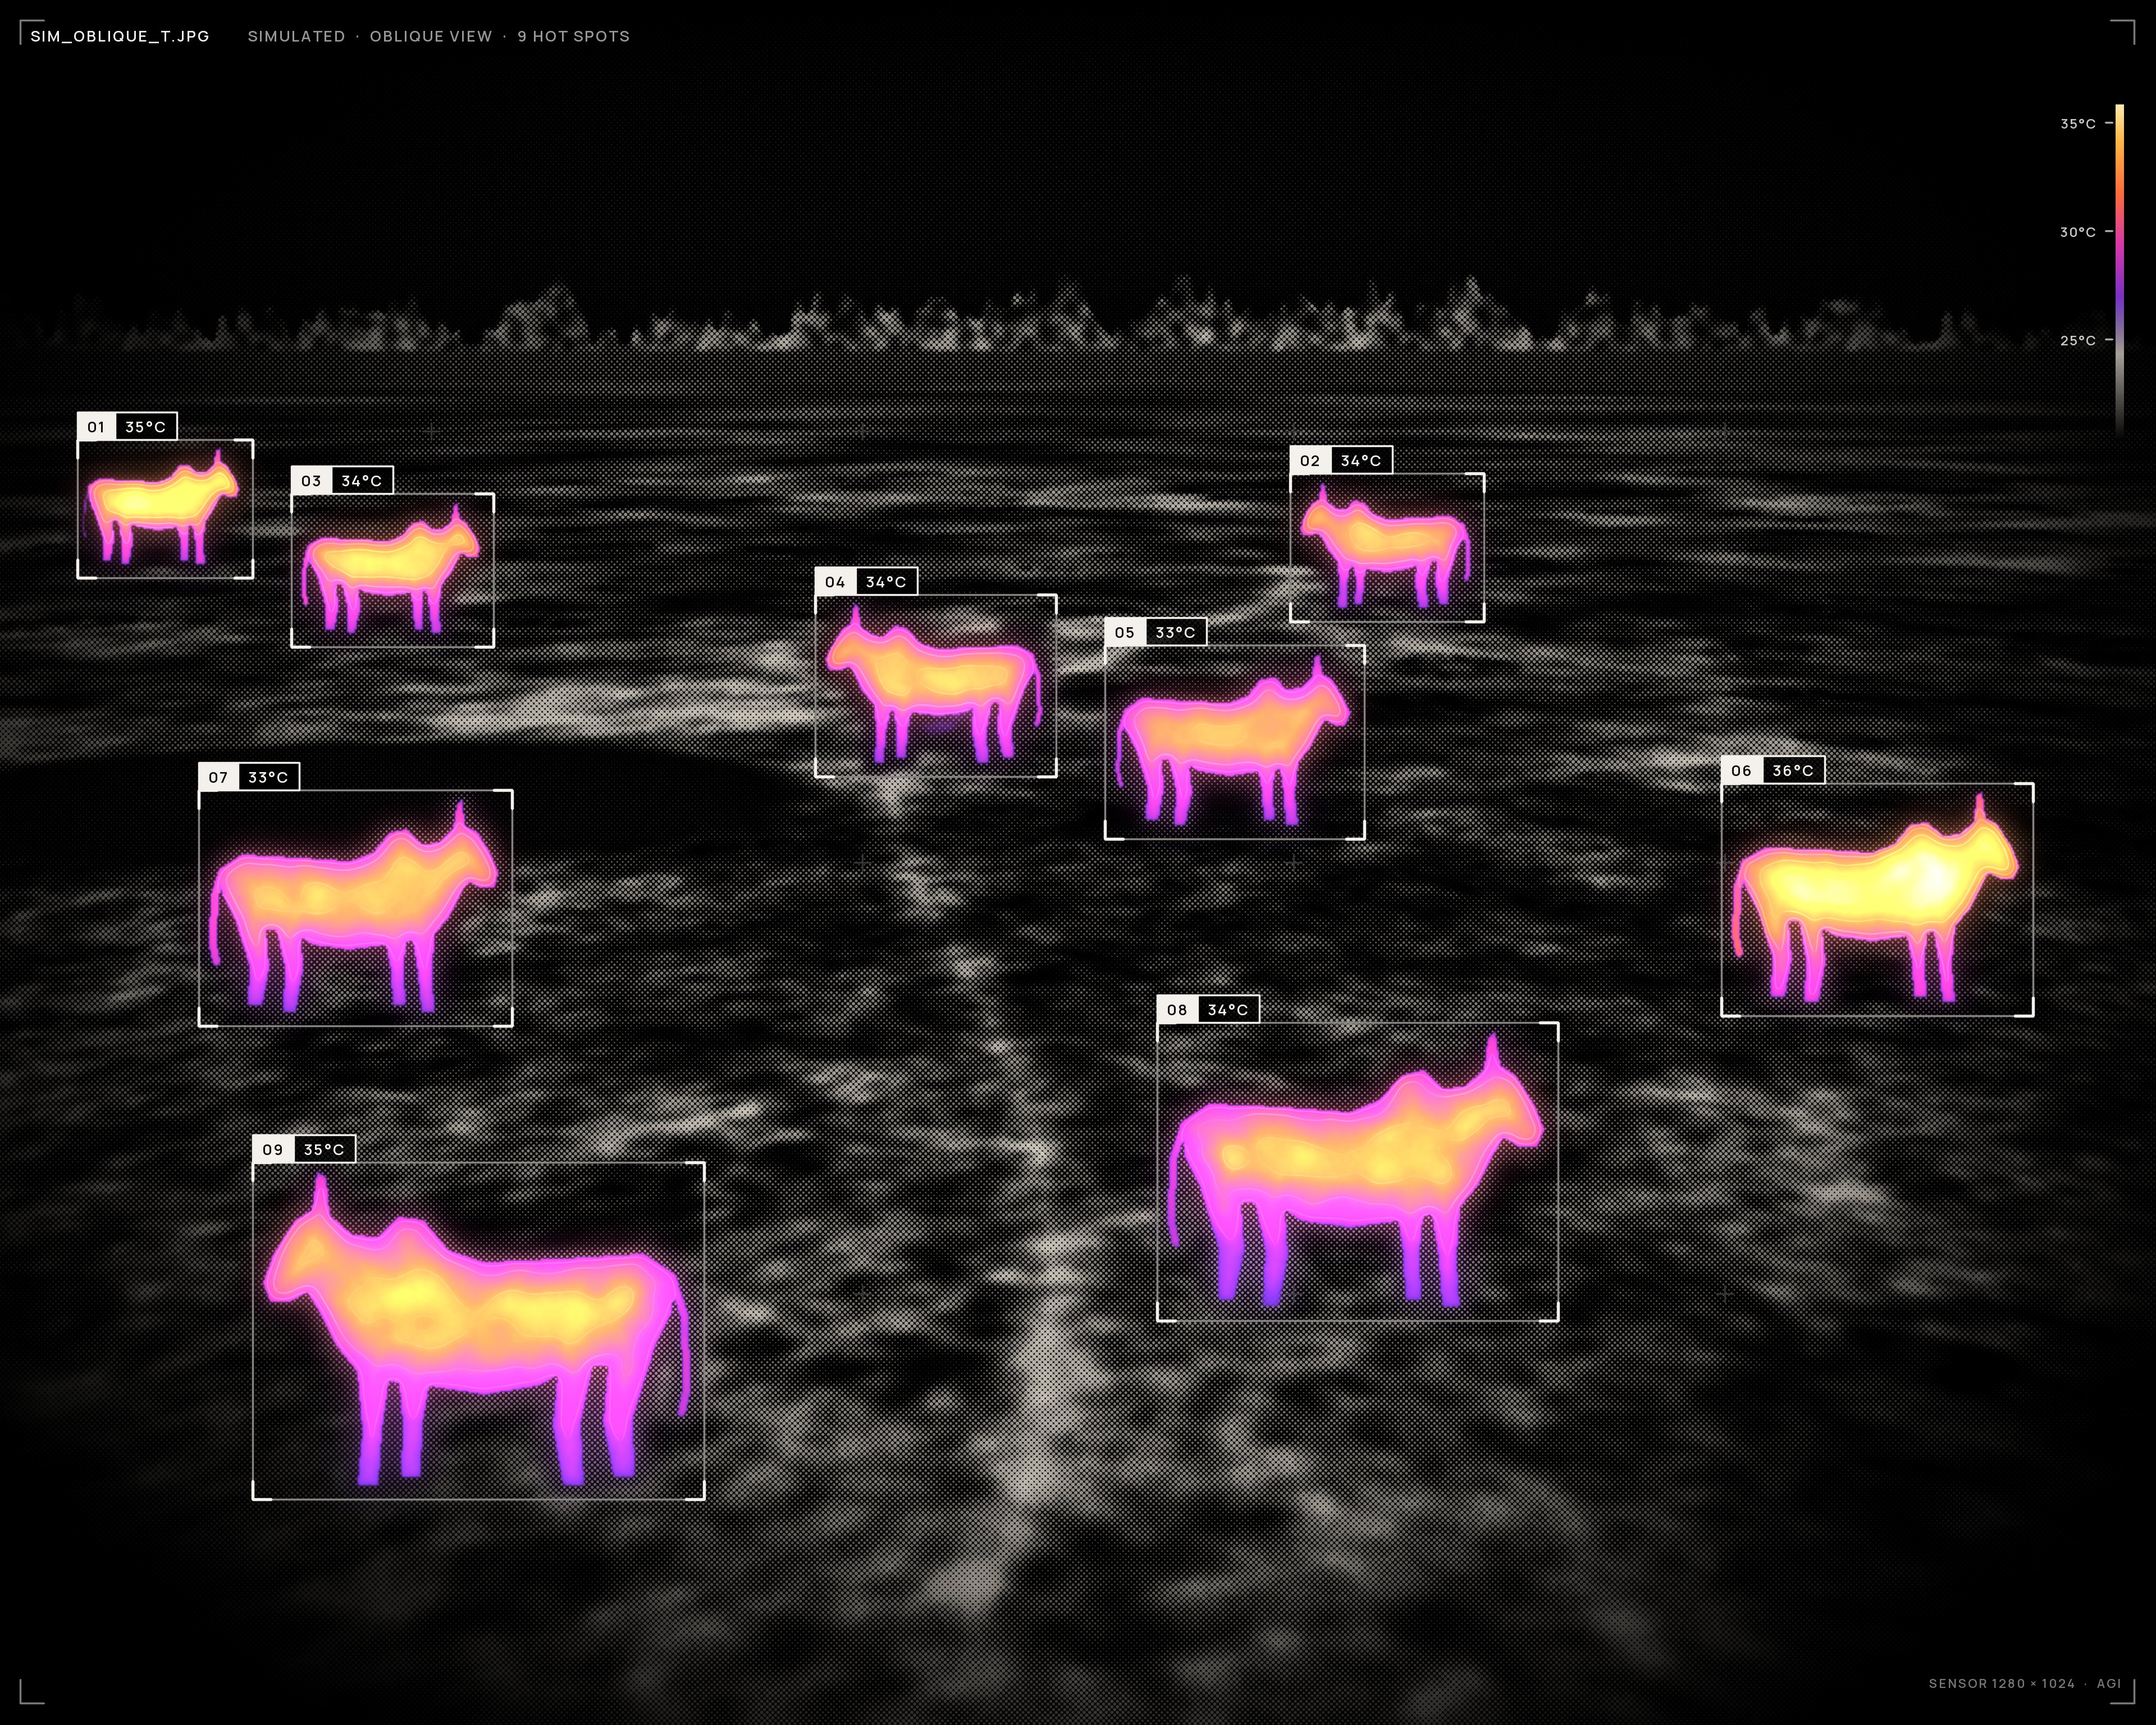 SIM_OBLIQUE_T.JPG SIMULATED · OBLIQUE VIEW · 9 HOT SPOTS
35°C
30°C
25°C
01 35°C
02 34°C
03 34°C
04 34°C
05 33°C
06 36°C
07 33°C
08 34°C
09 35°C
SENSOR 1280 × 1024 · AGI